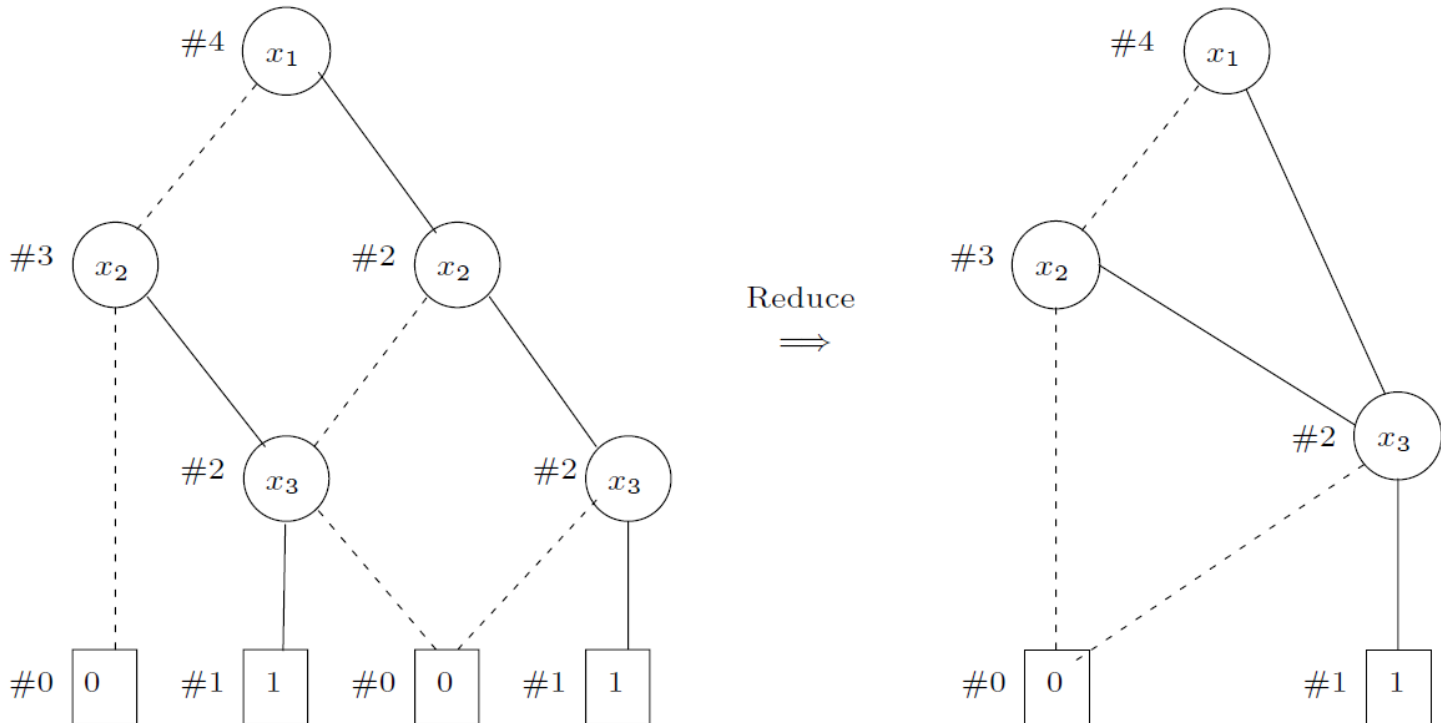 #4 x₁ #4 x₁
#3 x₂ #2 x₂ #3 x₂
Reduce
⟹
#2 x₃ #2 x₃ #2 x₃
#0 0 #1 1 #0 0 #1 1 #0 0 #1 1